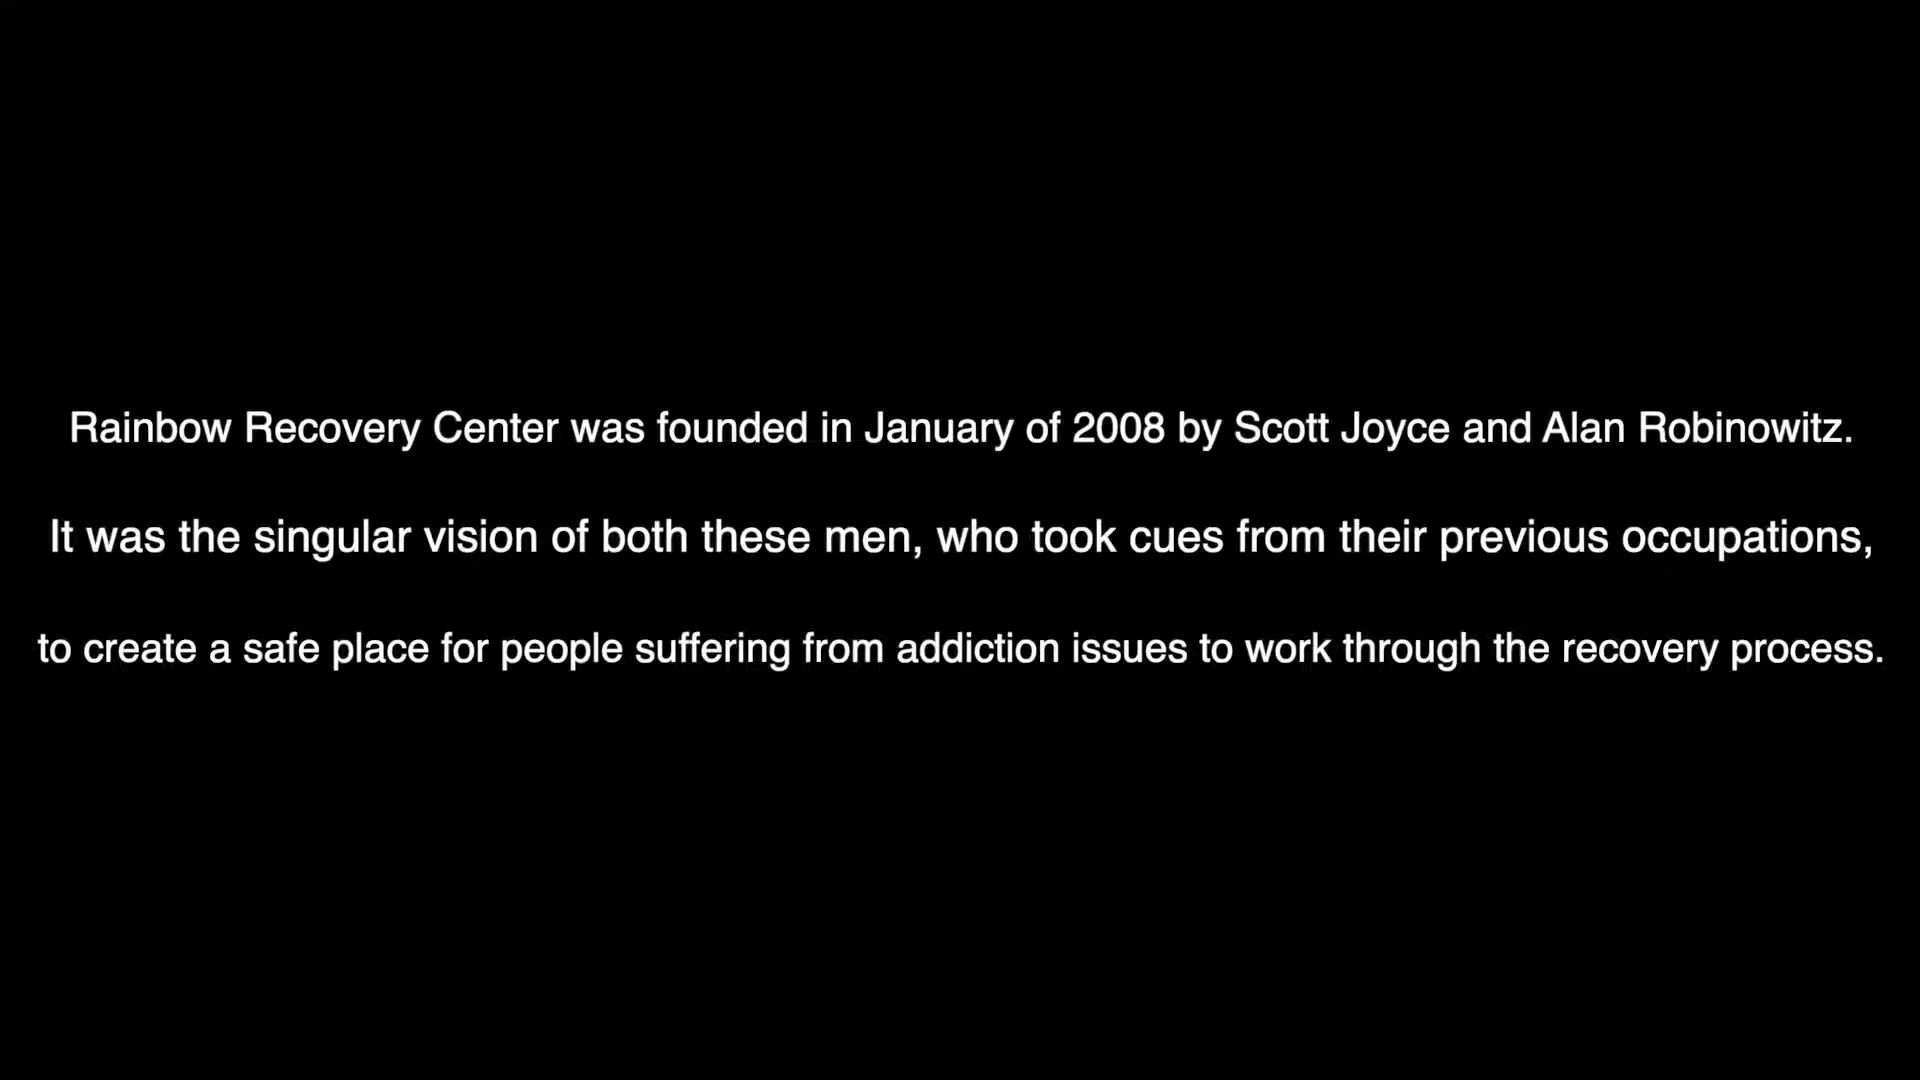 Rainbow Recovery Center was founded in January of 2008 by Scott Joyce and Alan Robinowitz.
It was the singular vision of both these men, who took cues from their previous occupations,
to create a safe place for people suffering from addiction issues to work through the recovery process.